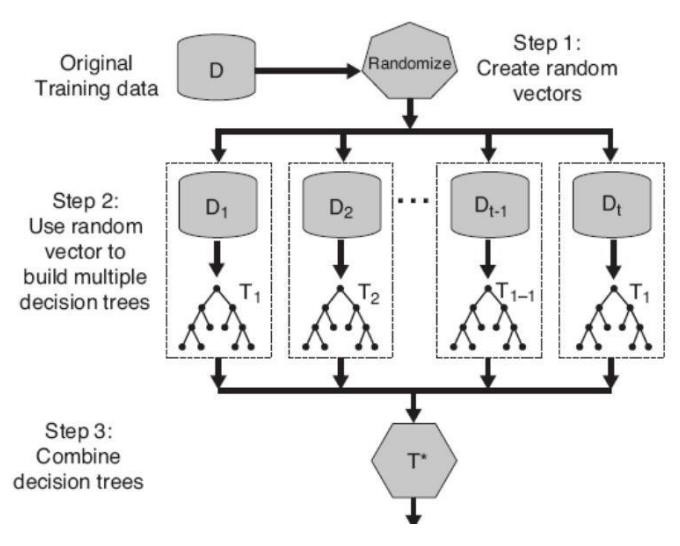 Original
Training data
D
Randomize
Step 1:
Create random
vectors
Step 2:
Use random
vector to
build multiple
decision trees
D1
D2
...
Dt-1
Dt
T1
T2
T1–1
T1
Step 3:
Combine
decision trees
T*